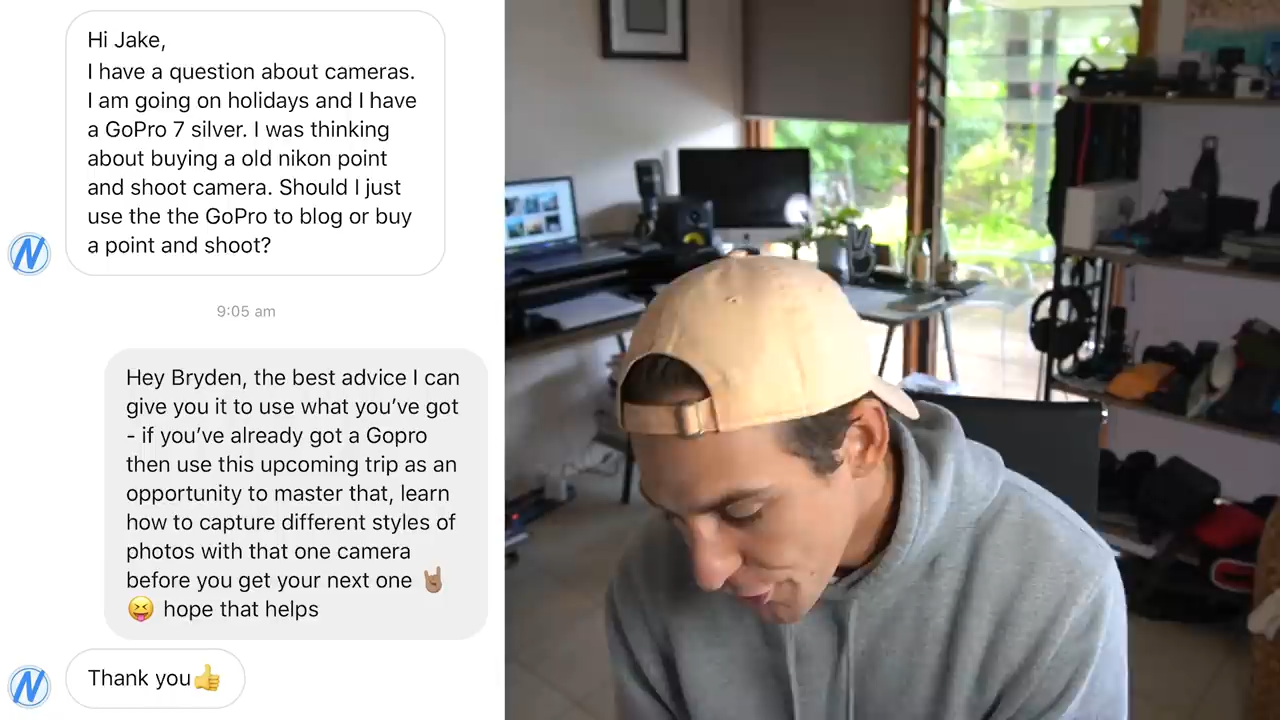 Hi Jake,
I have a question about cameras.
I am going on holidays and I have
a GoPro 7 silver. I was thinking
about buying a old nikon point
and shoot camera. Should I just
use the the GoPro to blog or buy
a point and shoot?
N
9:05 am
Hey Bryden, the best advice I can
give you it to use what you’ve got
- if you’ve already got a Gopro
then use this upcoming trip as an
opportunity to master that, learn
how to capture different styles of
photos with that one camera
before you get your next one 🤘🏽
😝 hope that helps
N
Thank you👍